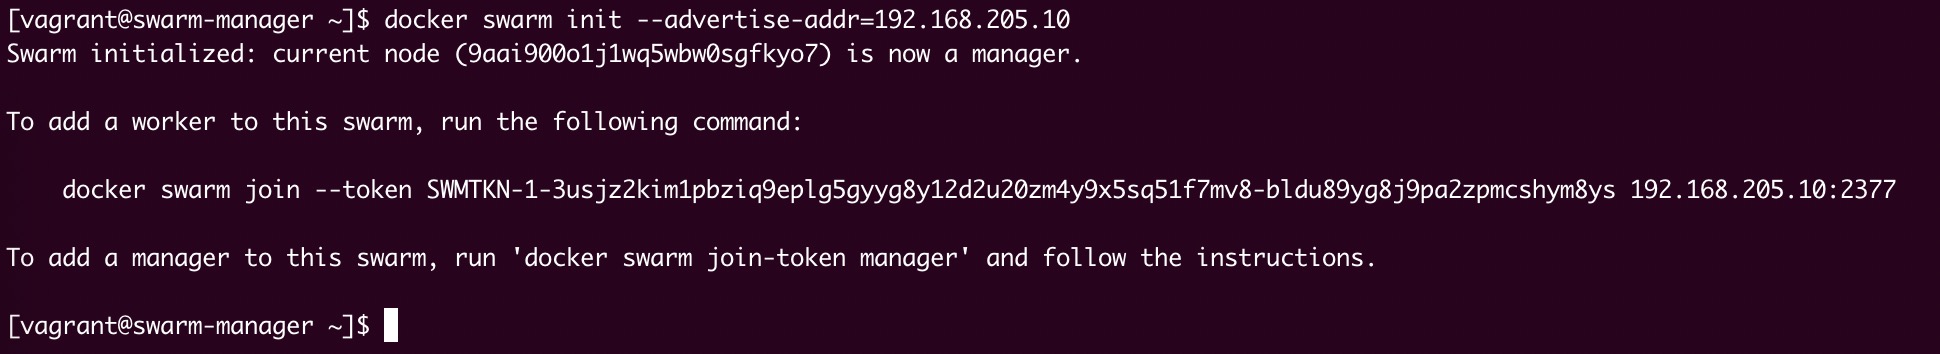 [vagrant@swarm-manager ~]$ docker swarm init --advertise-addr=192.168.205.10
Swarm initialized: current node (9aai900o1j1wq5wbw0sgfkyo7) is now a manager.
To add a worker to this swarm, run the following command:
docker swarm join --token SWMTKN-1-3usjz2kim1pbziq9eplg5gyyg8y12d2u20zm4y9x5sq51f7mv8-bldu89yg8j9pa2zpmcshym8ys 192.168.205.10:2377
To add a manager to this swarm, run 'docker swarm join-token manager' and follow the instructions.
[vagrant@swarm-manager ~]$